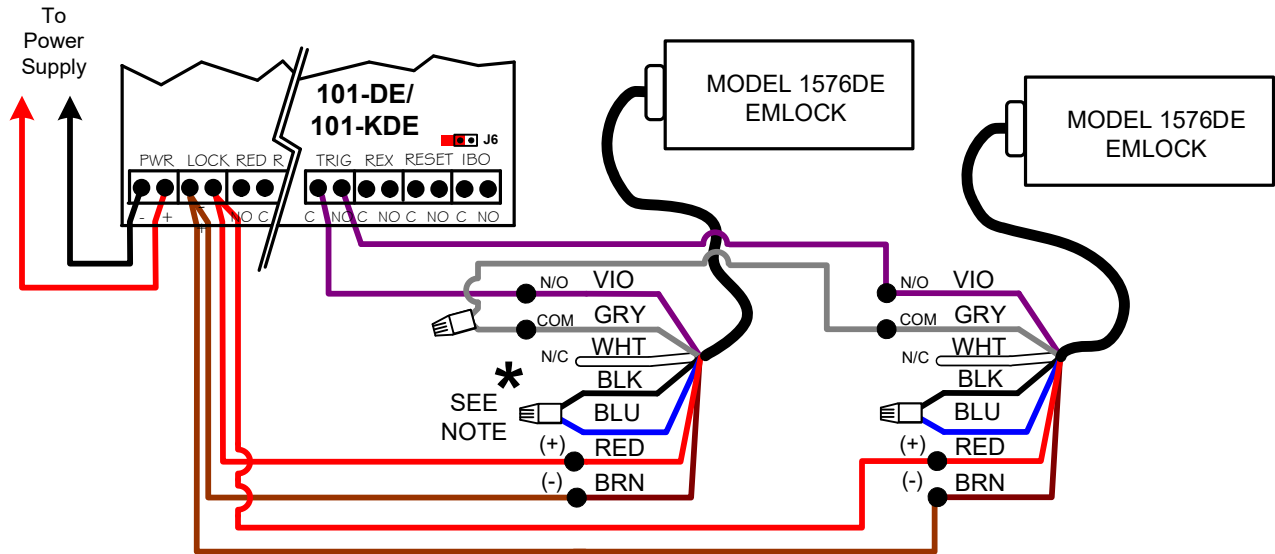 To
Power
Supply
101-DE/
101-KDE
J6
PWR LOCK RED R TRIG REX RESET IBO
- + - + NO C C NO C NO C NO C NO
MODEL 1576DE
EMLOCK
MODEL 1576DE
EMLOCK
N/O VIO
COM GRY
N/C WHT
BLK
BLU
(+) RED
(-) BRN
*
SEE
NOTE
N/O VIO
COM GRY
N/C WHT
BLK
BLU
(+) RED
(-) BRN